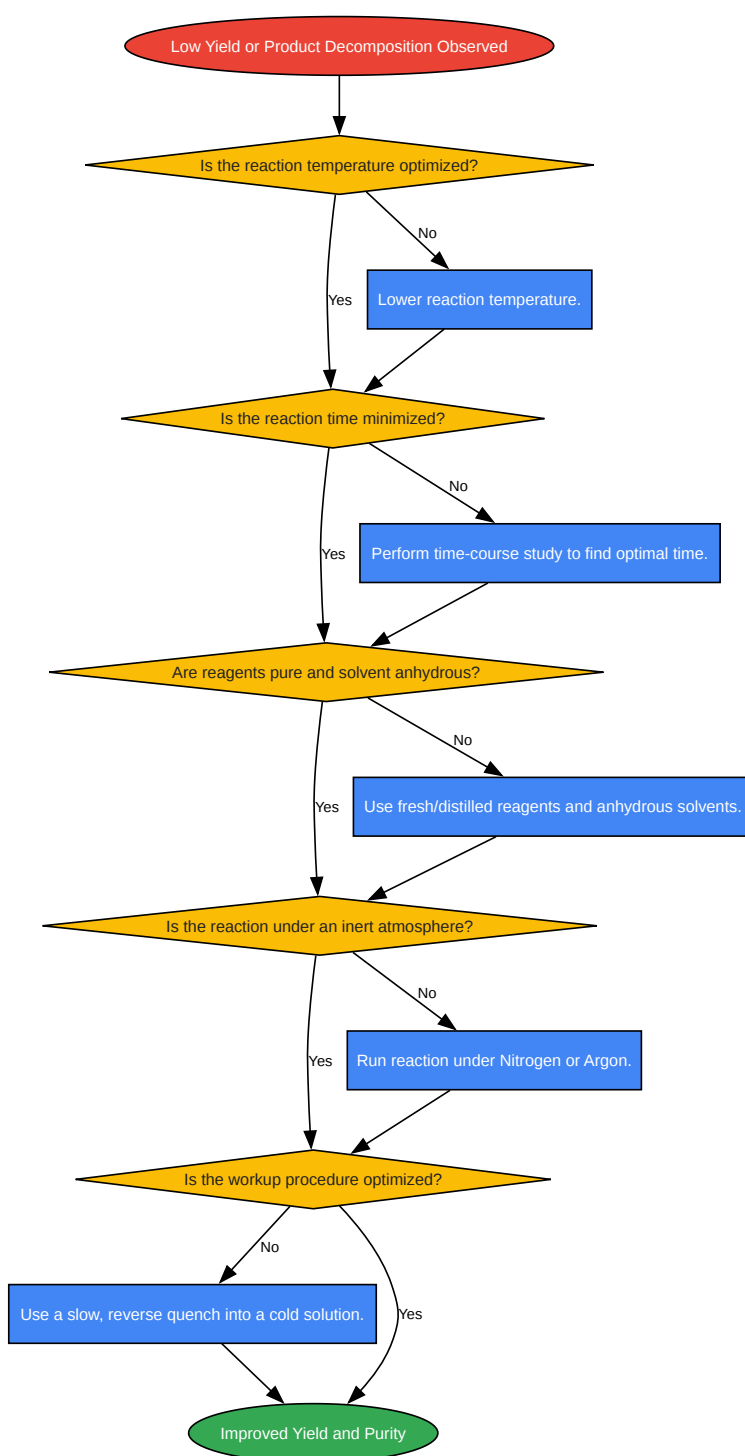 Low Yield or Product Decomposition Observed
Is the reaction temperature optimized?
No
Lower reaction temperature.
Yes
Is the reaction time minimized?
No
Perform time-course study to find optimal time.
Yes
Are reagents pure and solvent anhydrous?
No
Use fresh/distilled reagents and anhydrous solvents.
Yes
Is the reaction under an inert atmosphere?
No
Run reaction under Nitrogen or Argon.
Yes
Is the workup procedure optimized?
No
Use a slow, reverse quench into a cold solution.
Yes
Improved Yield and Purity